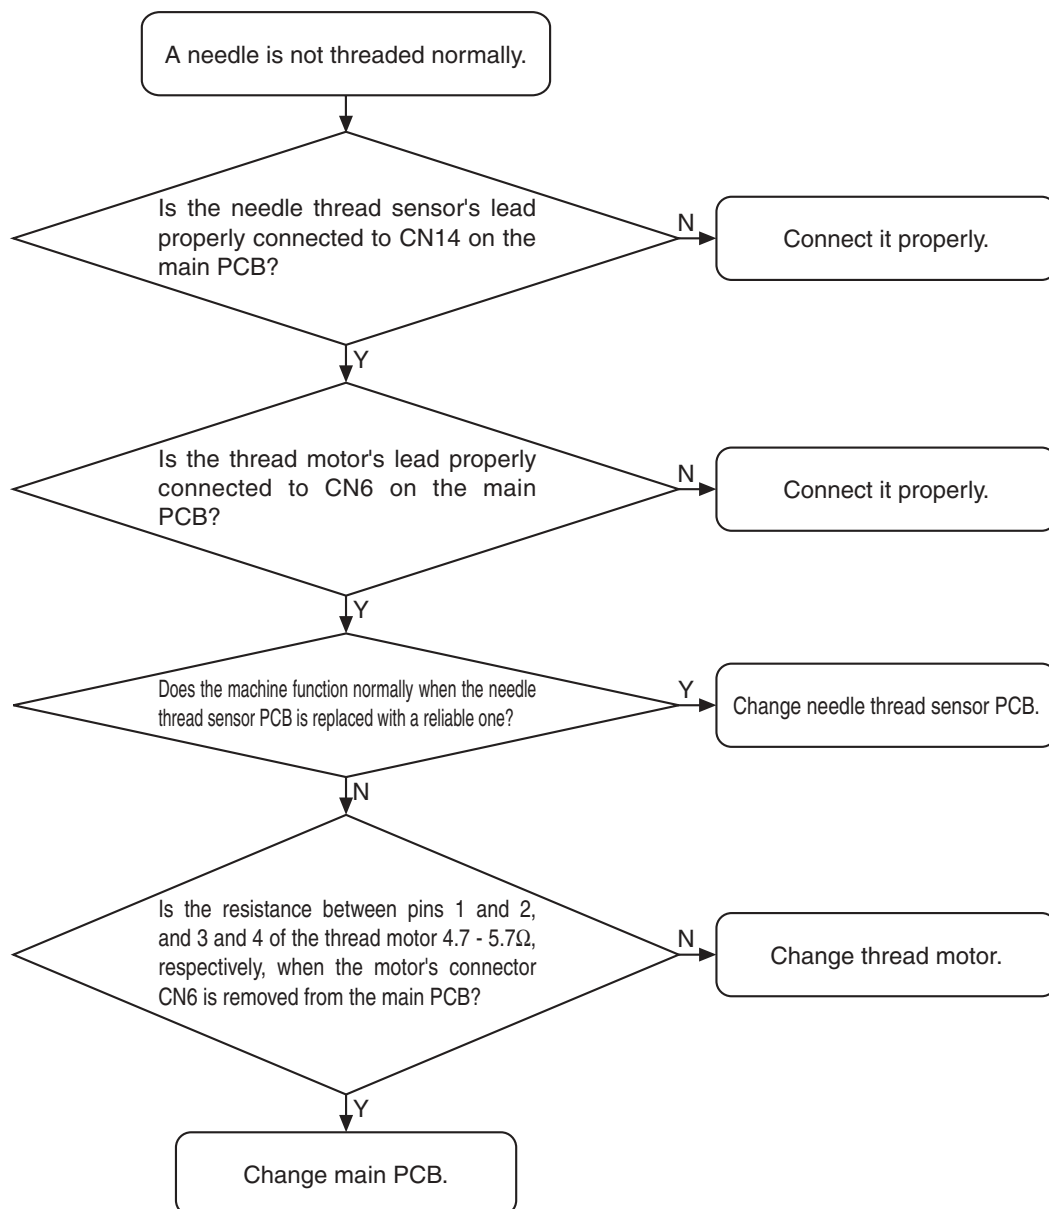 A needle is not threaded normally.
Is the needle thread sensor's lead
properly connected to CN14 on the
main PCB?
N
Connect it properly.
Y
Is the thread motor's lead properly
connected to CN6 on the main
PCB?
N
Connect it properly.
Y
Does the machine function normally when the needle
thread sensor PCB is replaced with a reliable one?
Y
Change needle thread sensor PCB.
N
Is the resistance between pins 1 and 2,
and 3 and 4 of the thread motor 4.7 - 5.7Ω,
respectively, when the motor's connector
CN6 is removed from the main PCB?
N
Change thread motor.
Y
Change main PCB.